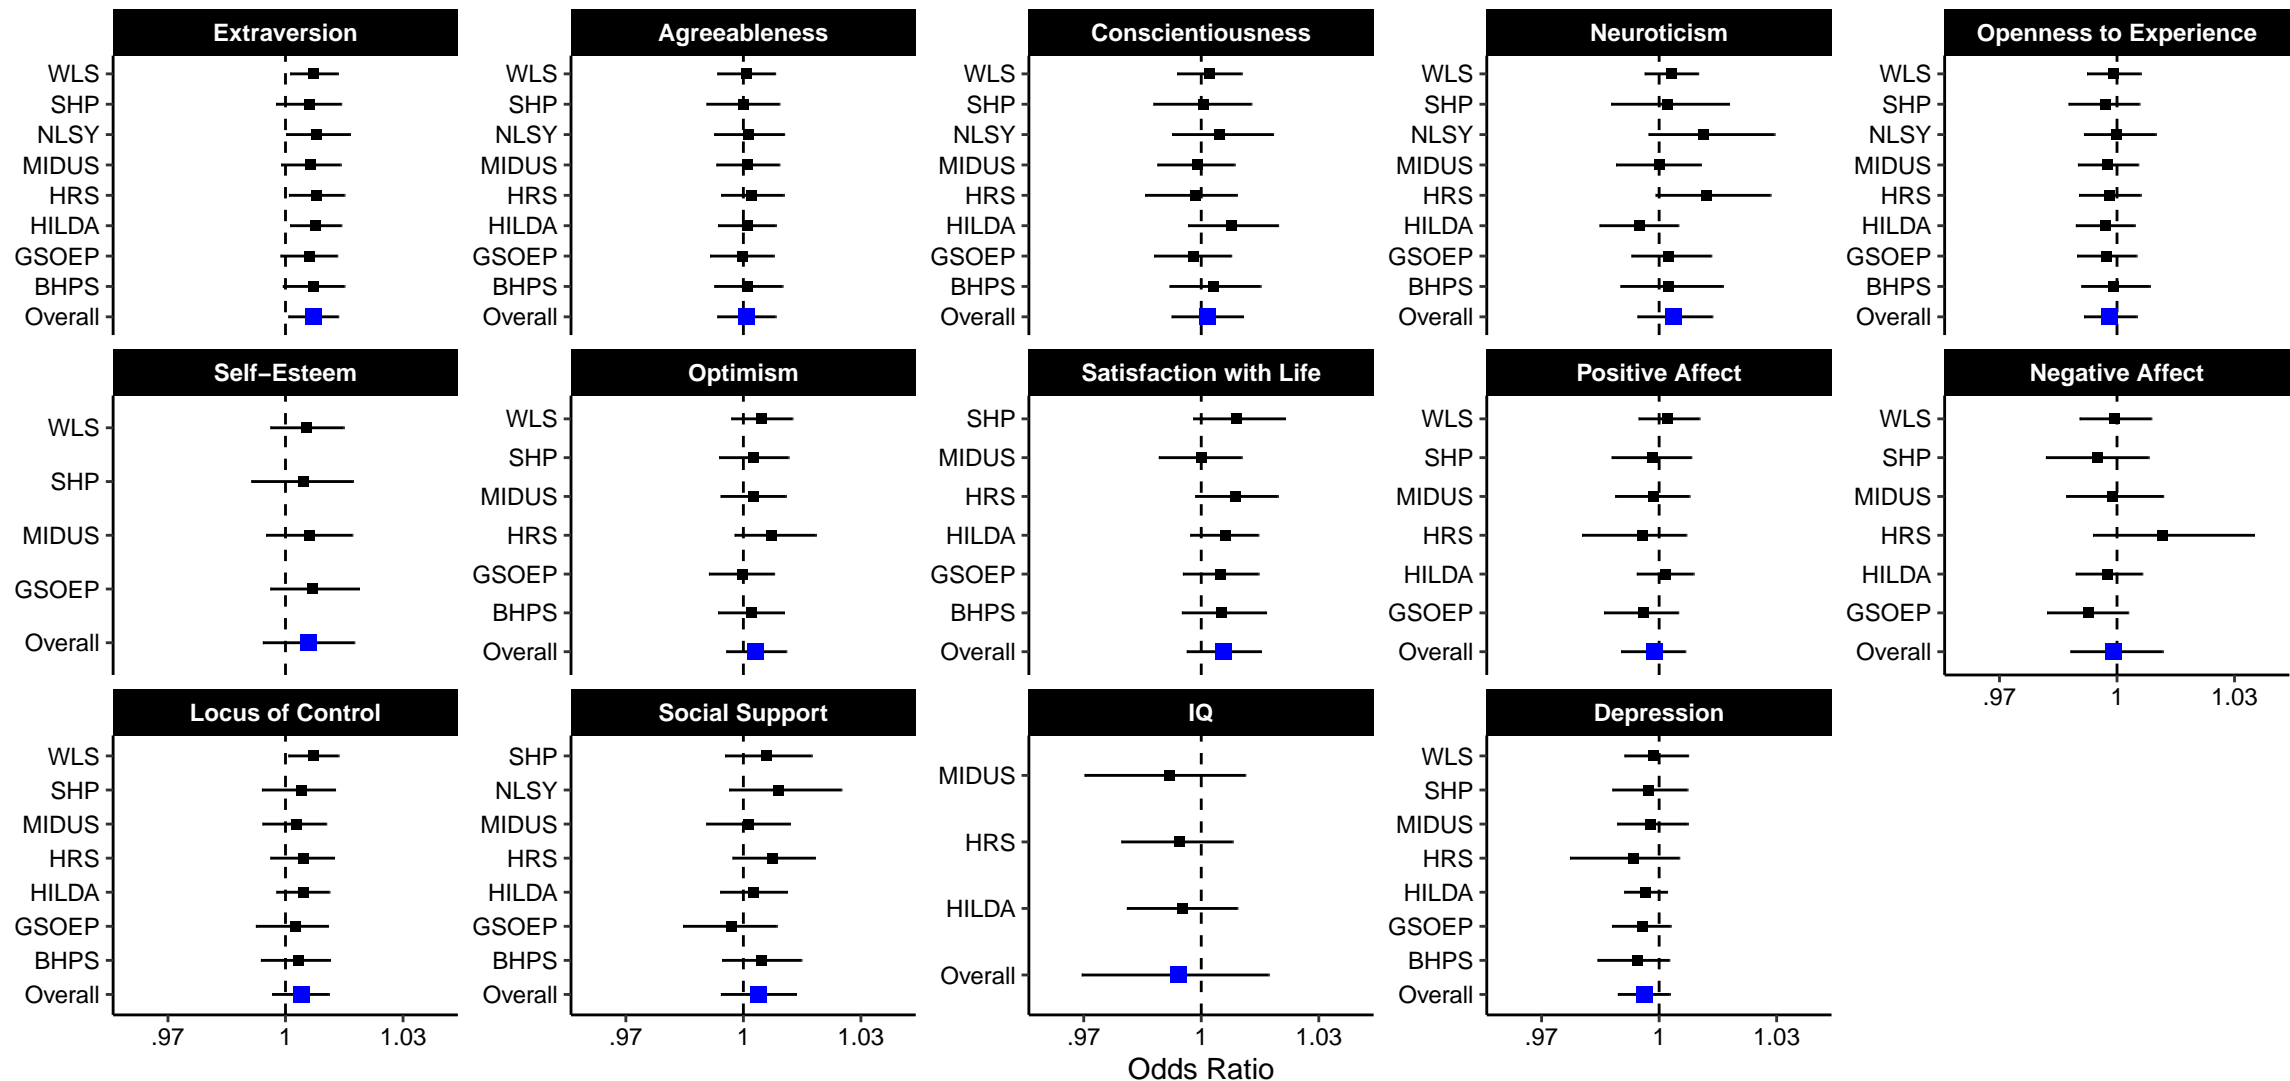 Extraversion
WLS
SHP
NLSY
MIDUS
HRS
HILDA
GSOEP
BHPS
Overall
Agreeableness
WLS
SHP
NLSY
MIDUS
HRS
HILDA
GSOEP
BHPS
Overall
Conscientiousness
WLS
SHP
NLSY
MIDUS
HRS
HILDA
GSOEP
BHPS
Overall
Neuroticism
WLS
SHP
NLSY
MIDUS
HRS
HILDA
GSOEP
BHPS
Overall
Openness to Experience
WLS
SHP
NLSY
MIDUS
HRS
HILDA
GSOEP
BHPS
Overall
Self−Esteem
WLS
SHP
MIDUS
GSOEP
Overall
Optimism
WLS
SHP
MIDUS
HRS
GSOEP
BHPS
Overall
Satisfaction with Life
SHP
MIDUS
HRS
HILDA
GSOEP
BHPS
Overall
Positive Affect
WLS
SHP
MIDUS
HRS
HILDA
GSOEP
Overall
Negative Affect
WLS
SHP
MIDUS
HRS
HILDA
GSOEP
Overall
.97 1 1.03
Locus of Control
WLS
SHP
MIDUS
HRS
HILDA
GSOEP
BHPS
Overall
.97 1 1.03
Social Support
SHP
NLSY
MIDUS
HRS
HILDA
GSOEP
BHPS
Overall
.97 1 1.03
IQ
MIDUS
HRS
HILDA
Overall
.97 1 1.03
Depression
WLS
SHP
MIDUS
HRS
HILDA
GSOEP
BHPS
Overall
.97 1 1.03
Odds Ratio